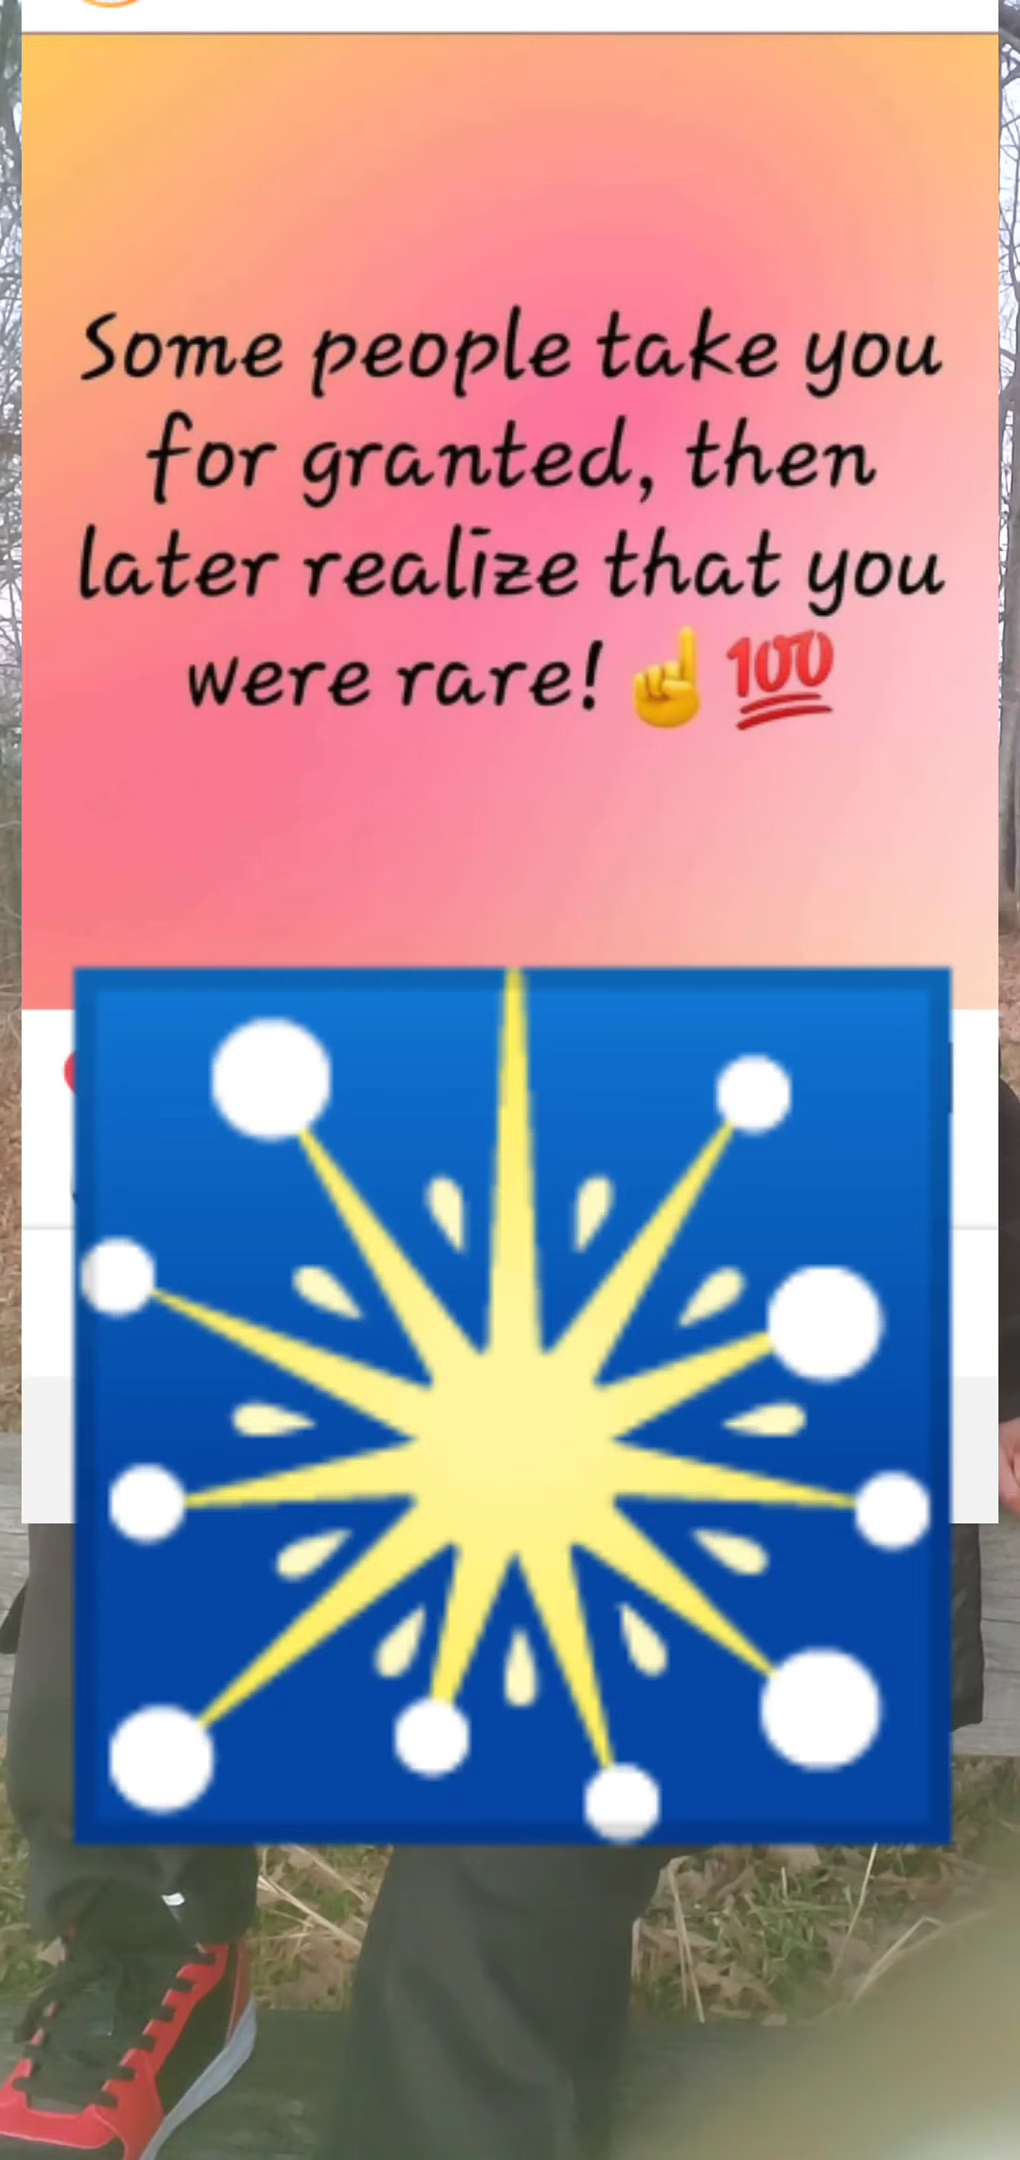 Some people take you
for granted, then
later realize that you
were rare! ☝️💯